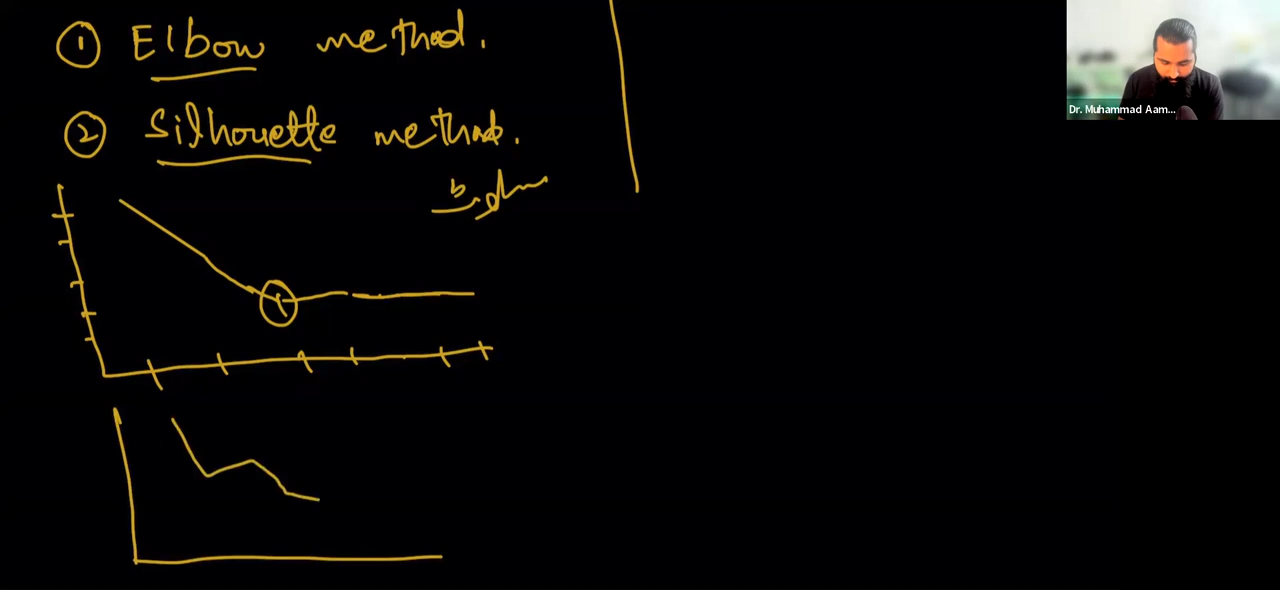 ① Elbow method.
② Silhouette method.
Dr. Muhammad Aam...